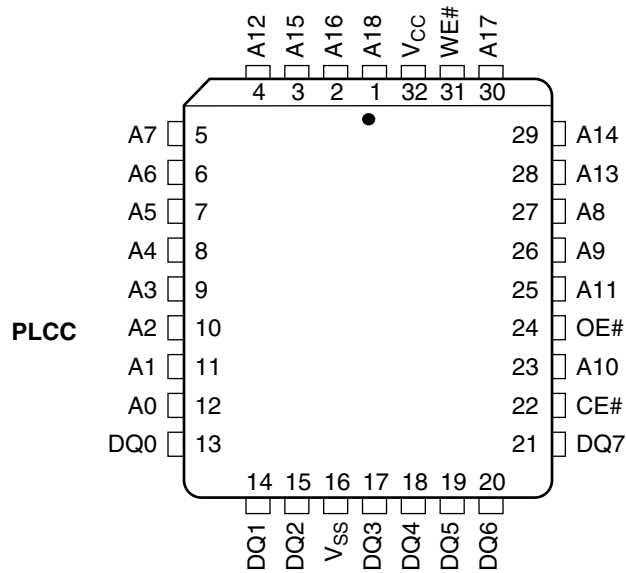 A12 A15 A16 A18 VCC WE# A17
4 3 2 1 32 31 30
A7 5 29 A14
A6 6 28 A13
A5 7 27 A8
A4 8 26 A9
A3 9 25 A11
PLCC A2 10 24 OE#
A1 11 23 A10
A0 12 22 CE#
DQ0 13 21 DQ7
14 15 16 17 18 19 20
DQ1 DQ2 VSS DQ3 DQ4 DQ5 DQ6